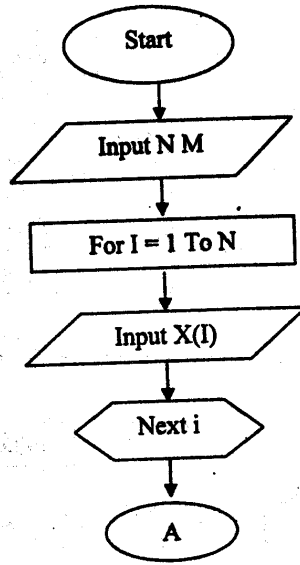 Start
Input N M
For I = 1 To N
Input X(I)
Next i
A